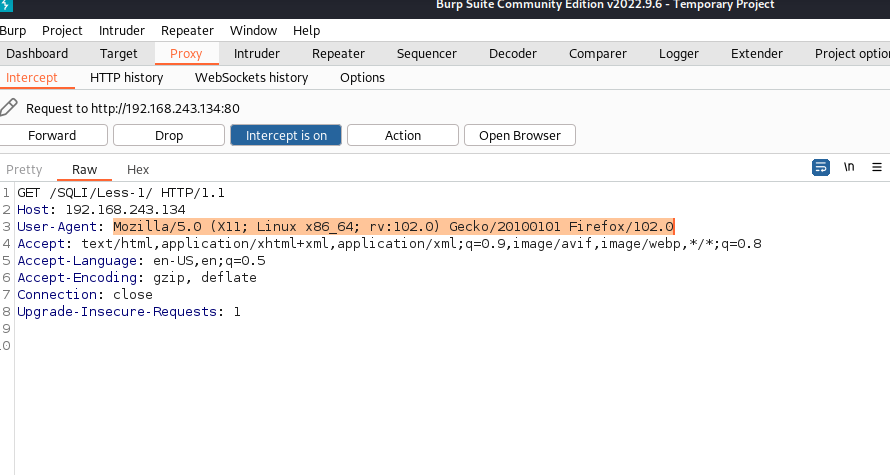 Burp Suite Community Edition v2022.9.6 - Temporary Project
Burp Project Intruder Repeater Window Help
Dashboard Target Proxy Intruder Repeater Sequencer Decoder Comparer Logger Extender Project
Intercept HTTP history WebSockets history Options
Request to http://192.168.243.134:80
Forward Drop Intercept is on Action Open Browser
Pretty Raw Hex \n
1 GET /SQLI/Less-1/ HTTP/1.1
2 Host: 192.168.243.134
3 User-Agent: Mozilla/5.0 (X11; Linux x86_64; rv:102.0) Gecko/20100101 Firefox/102.0
4 Accept: text/html,application/xhtml+xml,application/xml;q=0.9,image/avif,image/webp,*/*;q=0.8
5 Accept-Language: en-US,en;q=0.5
6 Accept-Encoding: gzip, deflate
7 Connection: close
8 Upgrade-Insecure-Requests: 1
9
0